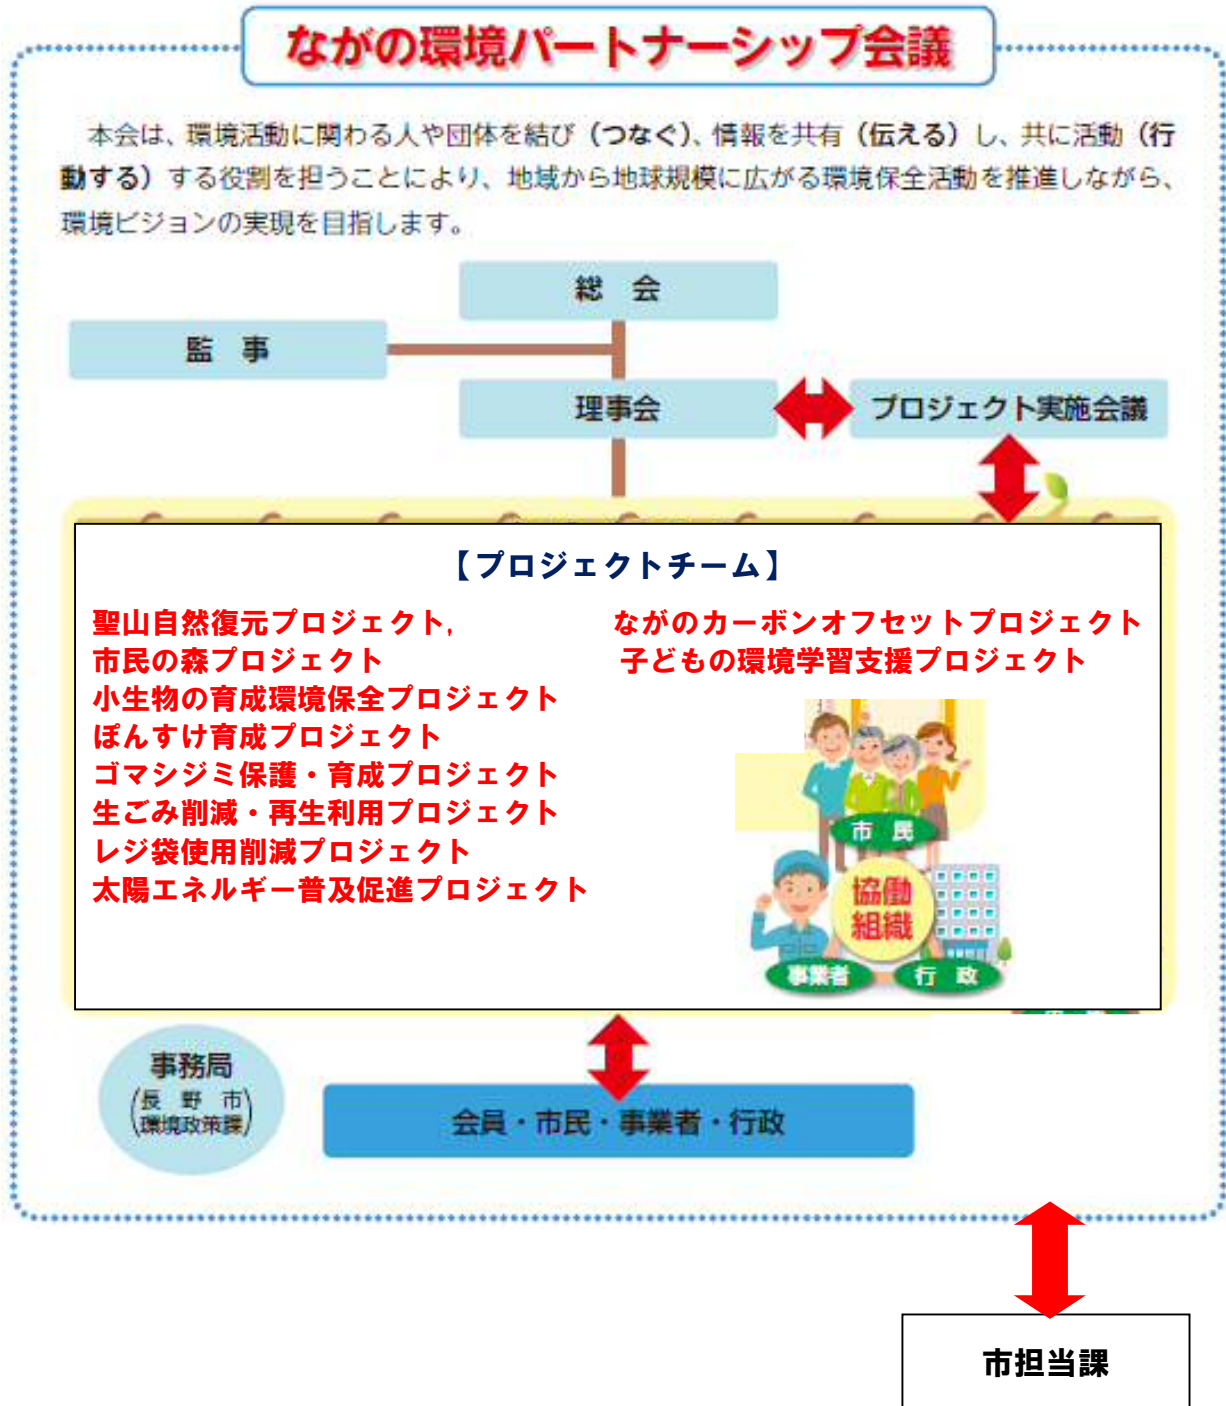 ながの環境パートナーシップ会議
本会は、環境活動に関わる人や団体を結び（つなぐ）、情報を共有（伝える）し、共に活動（行
動する）する役割を担うことにより、地域から地球規模に広がる環境保全活動を推進しながら、
環境ビジョンの実現を目指します。
総　会
監　事
理事会
プロジェクト実施会議
【プロジェクトチーム】
聖山自然復元プロジェクト,
市民の森プロジェクト
小生物の育成環境保全プロジェクト
ぽんすけ育成プロジェクト
ゴマシジミ保護・育成プロジェクト
生ごみ削減・再生利用プロジェクト
レジ袋使用削減プロジェクト
太陽エネルギー普及促進プロジェクト
ながのカーボンオフセットプロジェクト
子どもの環境学習支援プロジェクト
市　民
協働
組織
事業者
行　政
事務局
(長　野　市
環境政策課)
会員・市民・事業者・行政
市担当課